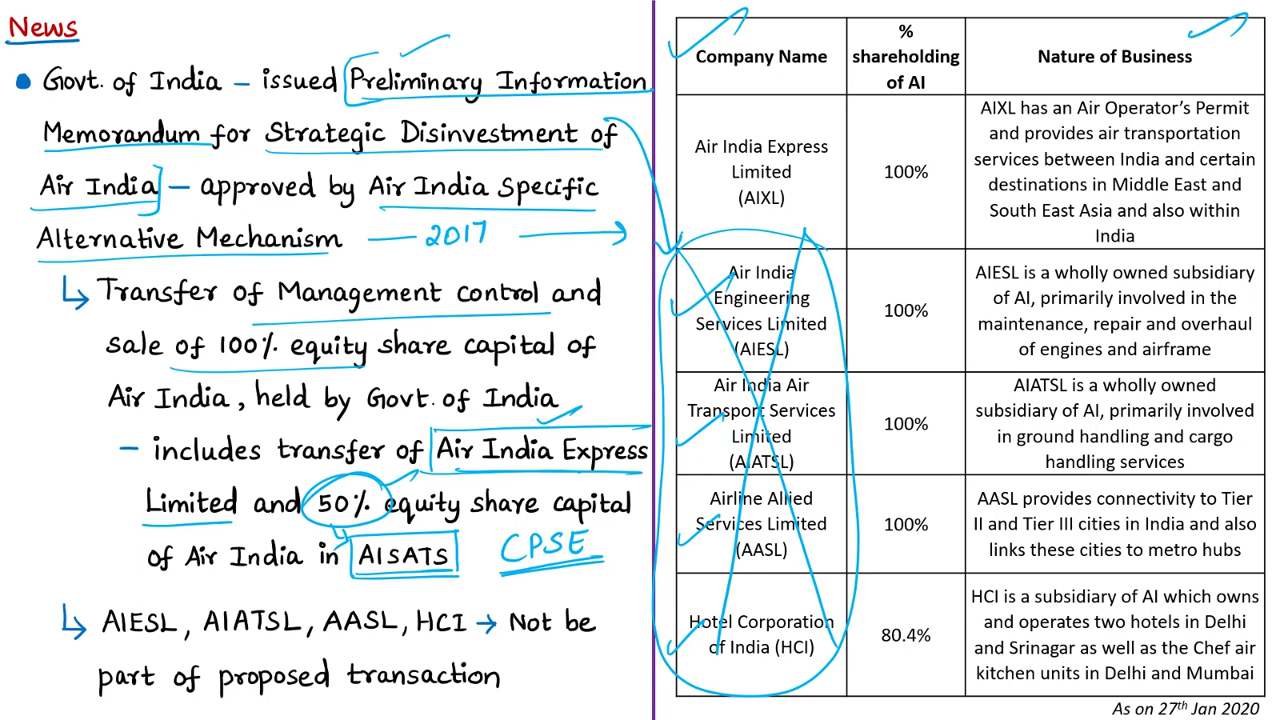 News
Govt. of India – issued Preliminary Information
Memorandum for Strategic Disinvestment of
Air India – approved by Air India Specific
Alternative Mechanism — 2017 →
↳ Transfer of Management control and
sale of 100% equity share capital of
Air India, held by Govt. of India
– includes transfer of Air India Express
Limited and 50% equity share capital
of Air India in AISATS CPSE
↳ AIESL, AIATSL, AASL, HCI → Not be
part of proposed transaction
Company Name
%
shareholding
of AI
Nature of Business
Air India Express
Limited
(AIXL)
100%
AIXL has an Air Operator's Permit
and provides air transportation
services between India and certain
destinations in Middle East and
South East Asia and also within
India
Air India
Engineering
Services Limited
(AIESL)
100%
AIESL is a wholly owned subsidiary
of AI, primarily involved in the
maintenance, repair and overhaul
of engines and airframe
Air India Air
Transport Services
Limited
(AIATSL)
100%
AIATSL is a wholly owned
subsidiary of AI, primarily involved
in ground handling and cargo
handling services
Airline Allied
Services Limited
(AASL)
100%
AASL provides connectivity to Tier
II and Tier III cities in India and also
links these cities to metro hubs
Hotel Corporation
of India (HCI)
80.4%
HCI is a subsidiary of AI which owns
and operates two hotels in Delhi
and Srinagar as well as the Chef air
kitchen units in Delhi and Mumbai
As on 27th Jan 2020